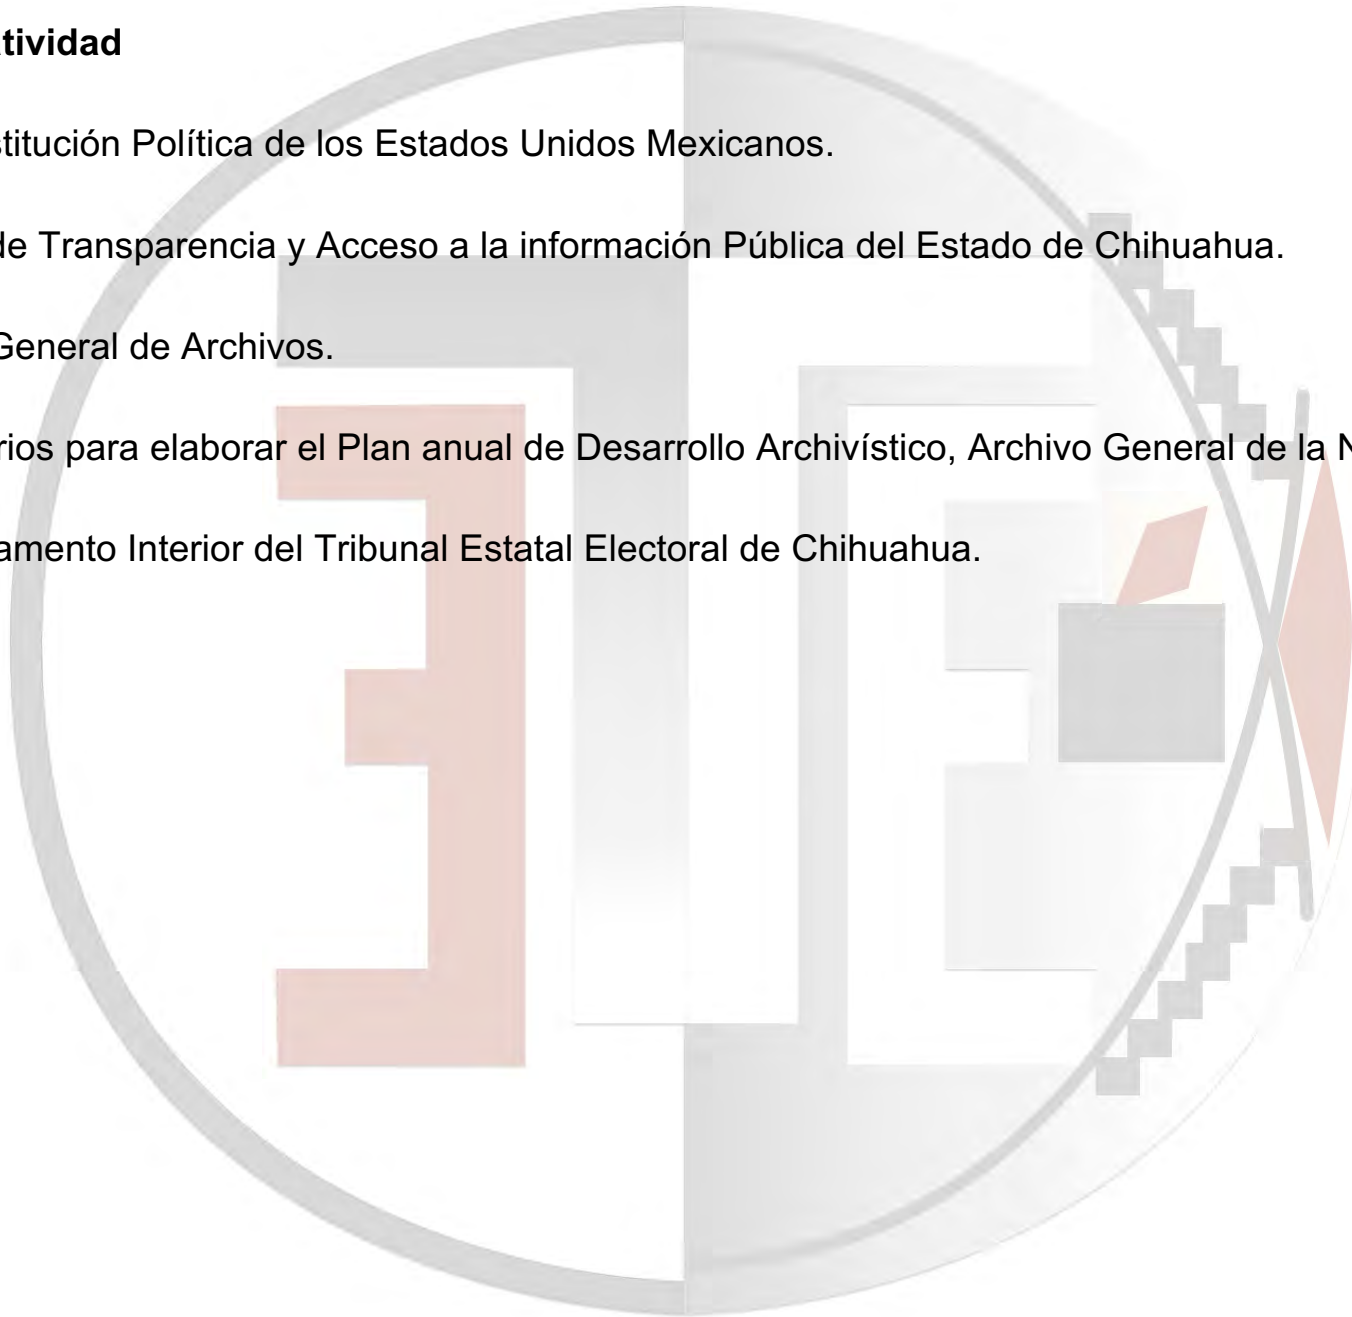 atividad
stitución Política de los Estados Unidos Mexicanos.
de Transparencia y Acceso a la información Pública del Estado de Chihuahua.
General de Archivos.
rios para elaborar el Plan anual de Desarrollo Archivístico, Archivo General de la N
amento Interior del Tribunal Estatal Electoral de Chihuahua.